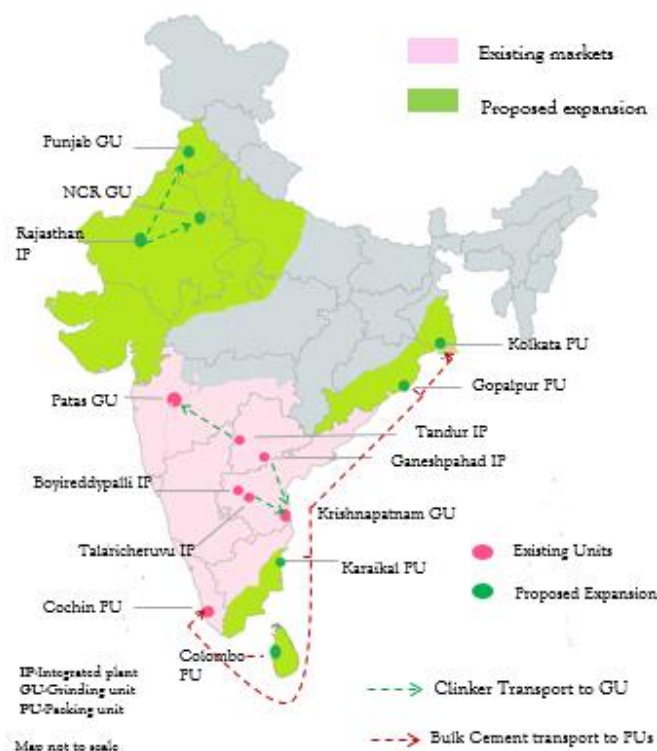 Existing markets
Proposed expansion
Punjab GU
NCR GU
Rajasthan
IP
Kolkata PU
Gopalpur PU
Patas GU
Tandur IP
Ganeshpahad IP
Boyireddypalli IP
Krishnapatnam GU
Talaricheruvu IP
Existing Units
Karaikal PU
Proposed Expansion
Cochin PU
Colombo
PU
IP-Integrated plant
GU-Grinding unit
PU-Packing unit
Clinker Transport to GU
Bulk Cement transport to PUs
Map not to scale